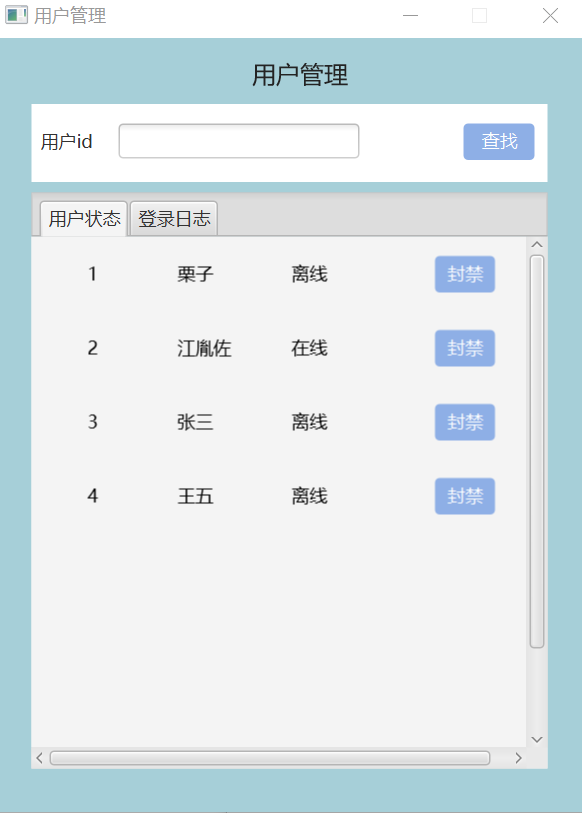 用户管理
用户管理
用户id 查找
用户状态 登录日志
1 栗子 离线 封禁
2 江胤佐 在线 封禁
3 张三 离线 封禁
4 王五 离线 封禁